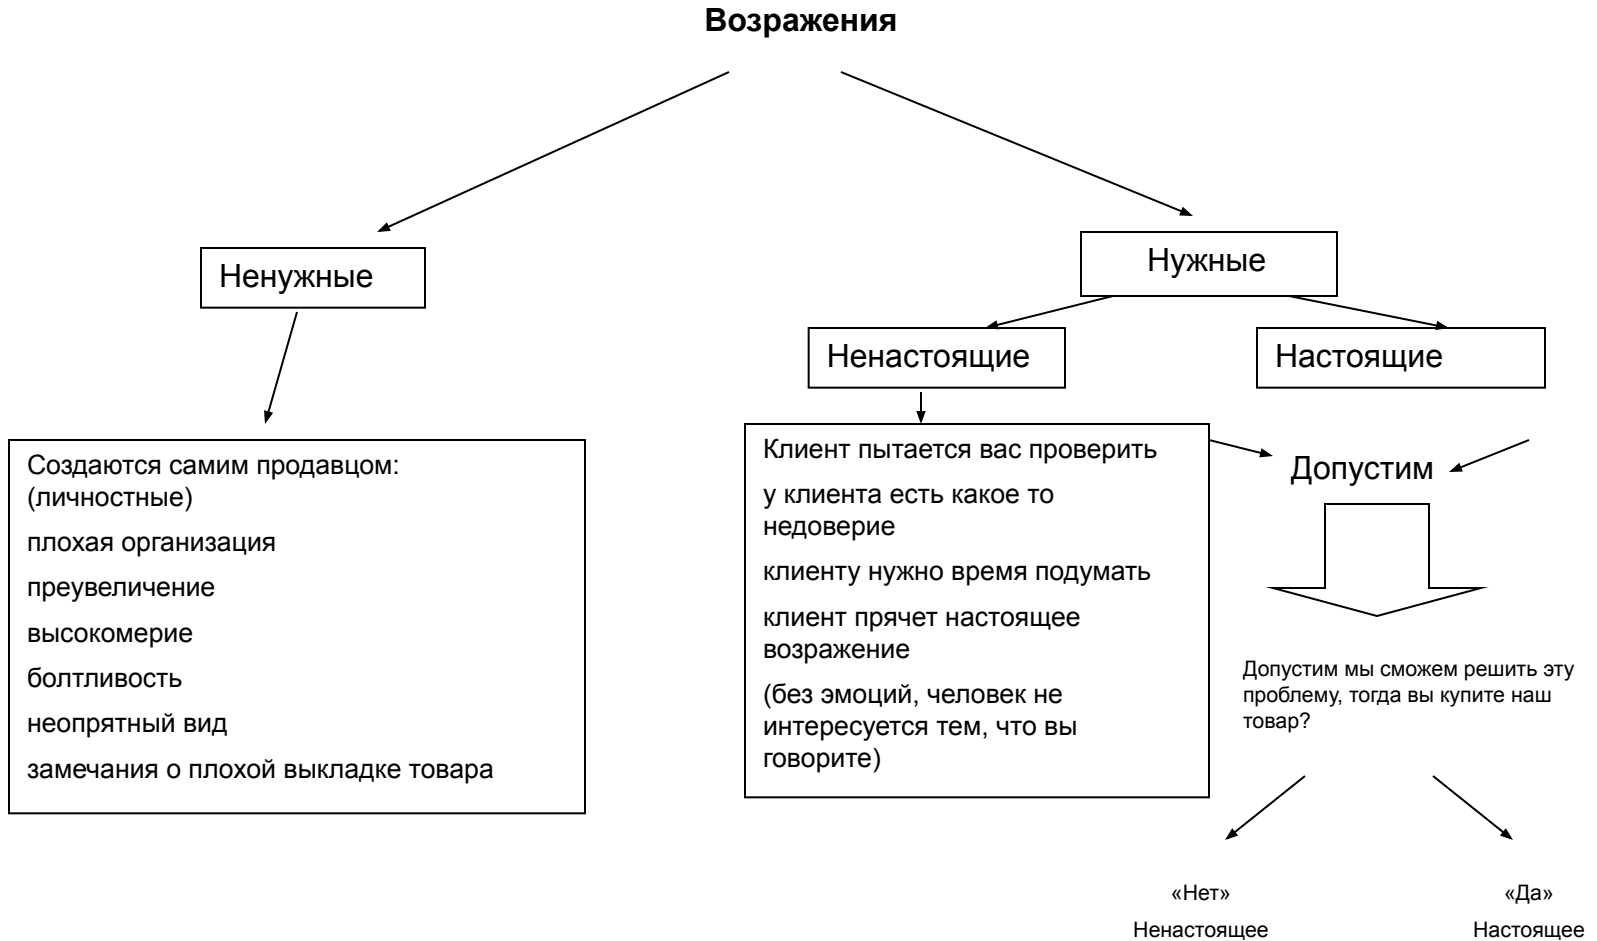 Возражения
Ненужные
Нужные
Ненастоящие
Настоящие
Создаются самим продавцом:
(личностные)
плохая организация
преувеличение
высокомерие
болтливость
неопрятный вид
замечания о плохой выкладке товара
Клиент пытается вас проверить
у клиента есть какое то
недоверие
клиенту нужно время подумать
клиент прячет настоящее
возражение
(без эмоций, человек не
интересуется тем, что вы
говорите)
Допустим
Допустим мы сможем решить эту
проблему, тогда вы купите наш
товар?
«Нет»
Ненастоящее
«Да»
Настоящее